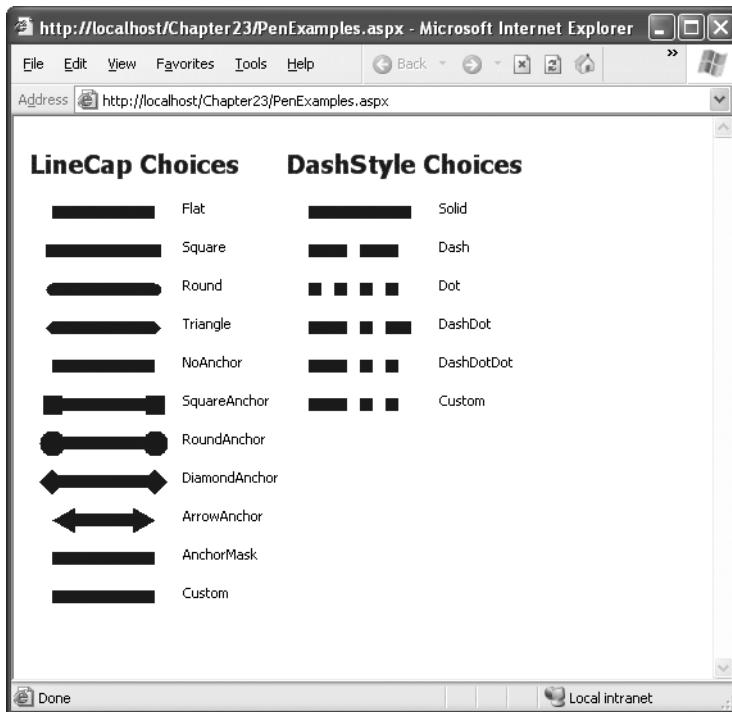 http://localhost/Chapter23/PenExamples.aspx - Microsoft Internet Explorer
File Edit View Favorites Tools Help Back »
Address http://localhost/Chapter23/PenExamples.aspx
LineCap Choices
Flat
Square
Round
Triangle
NoAnchor
SquareAnchor
RoundAnchor
DiamondAnchor
ArrowAnchor
AnchorMask
Custom
DashStyle Choices
Solid
Dash
Dot
DashDot
DashDotDot
Custom
Done Local intranet